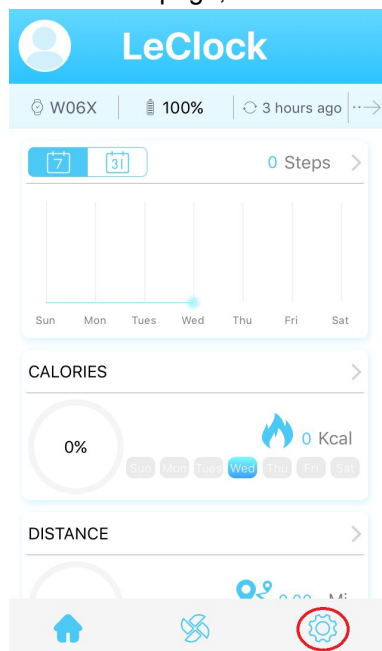 LeClock
W06X 100% 3 hours ago
7 31 0 Steps
Sun Mon Tues Wed Thu Fri Sat
CALORIES
0%
0 Kcal
Sun Mon Tues Wed Thu Fri Sat
DISTANCE